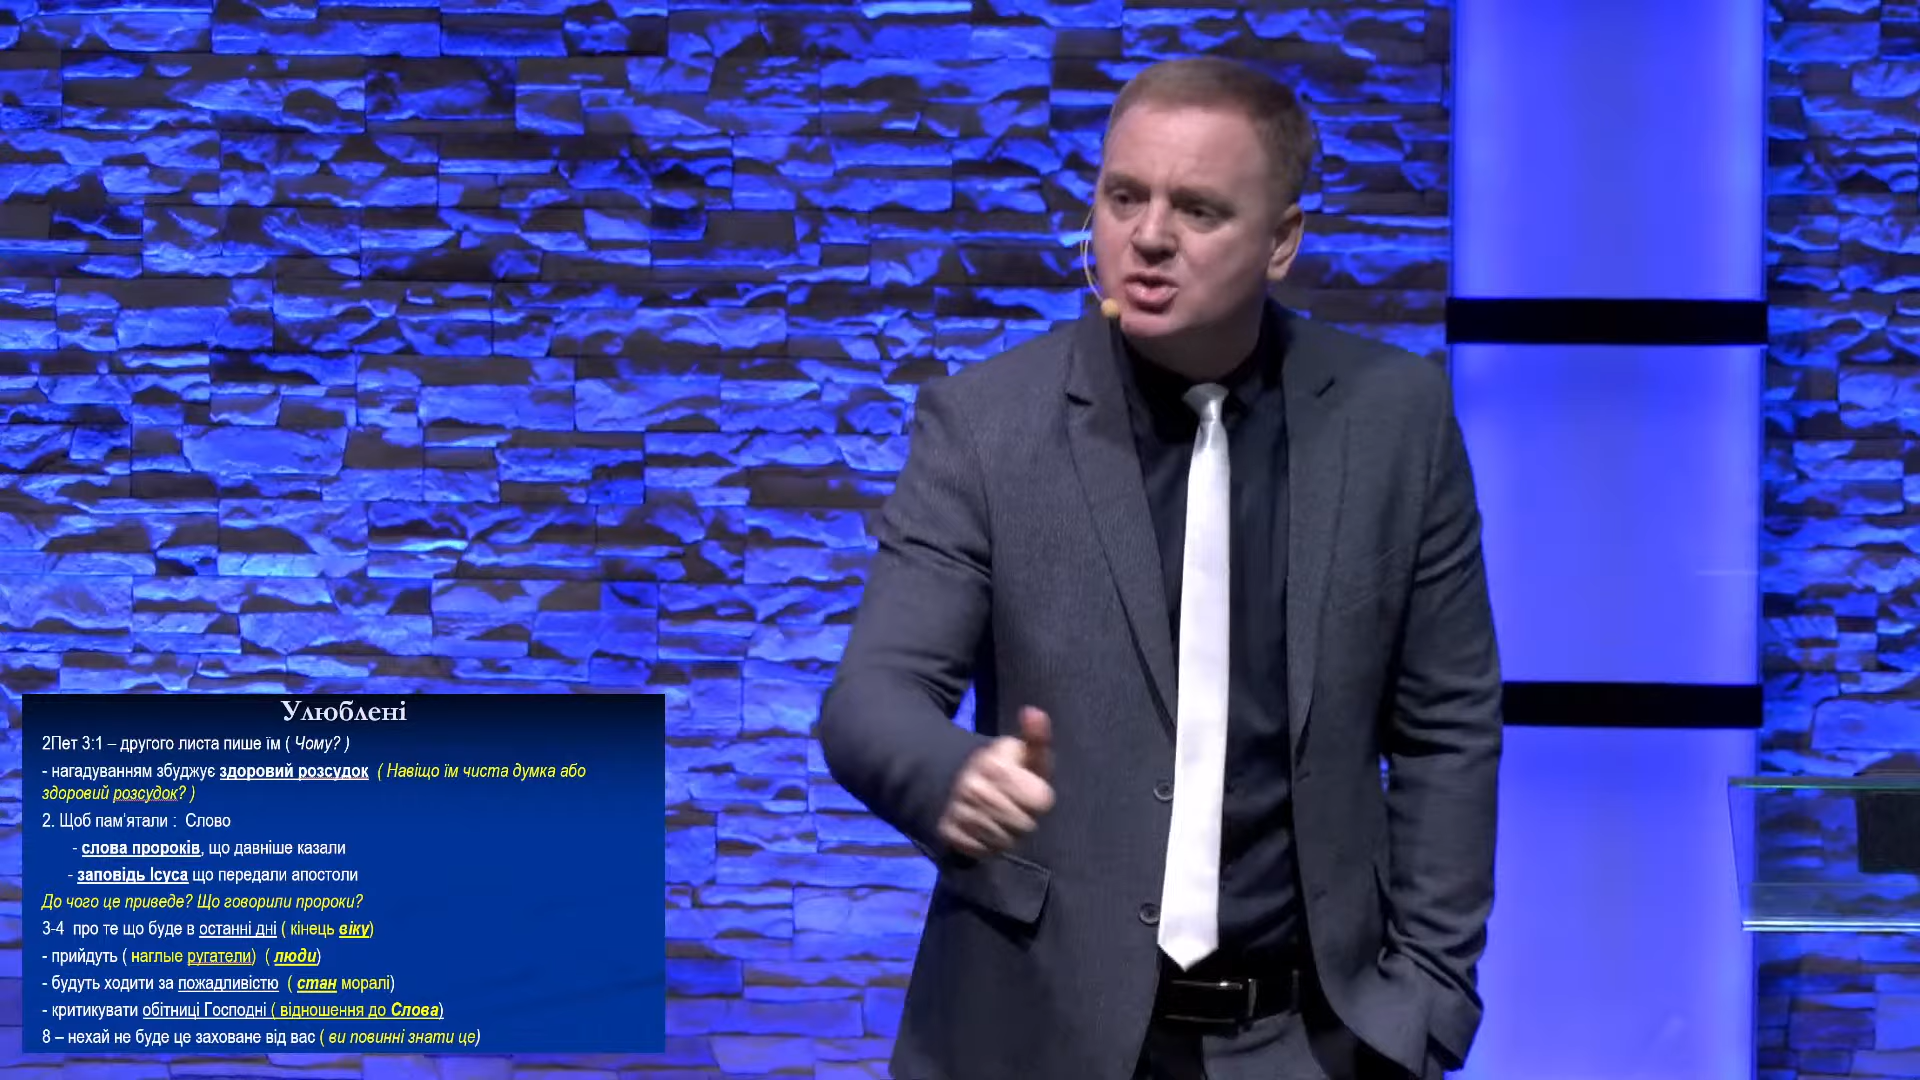 Улюблені
2Пет 3:1 – другого листа пише їм ( Чому? )
- нагадуванням збуджує здоровий розсудок ( Навіщо їм чиста думка або
здоровий розсудок? )
2. Щоб пам'ятали : Слово
- слова пророків, що давніше казали
- заповідь Ісуса що передали апостоли
До чого це приведе? Що говорили пророки?
3-4 про те що буде в останні дні ( кінець віку)
- прийдуть ( наглые ругатели) ( люди)
- будуть ходити за пожадливістю ( стан моралі)
- критикувати обітниці Господні ( відношення до Слова)
8 – нехай не буде це заховане від вас ( ви повинні знати це)